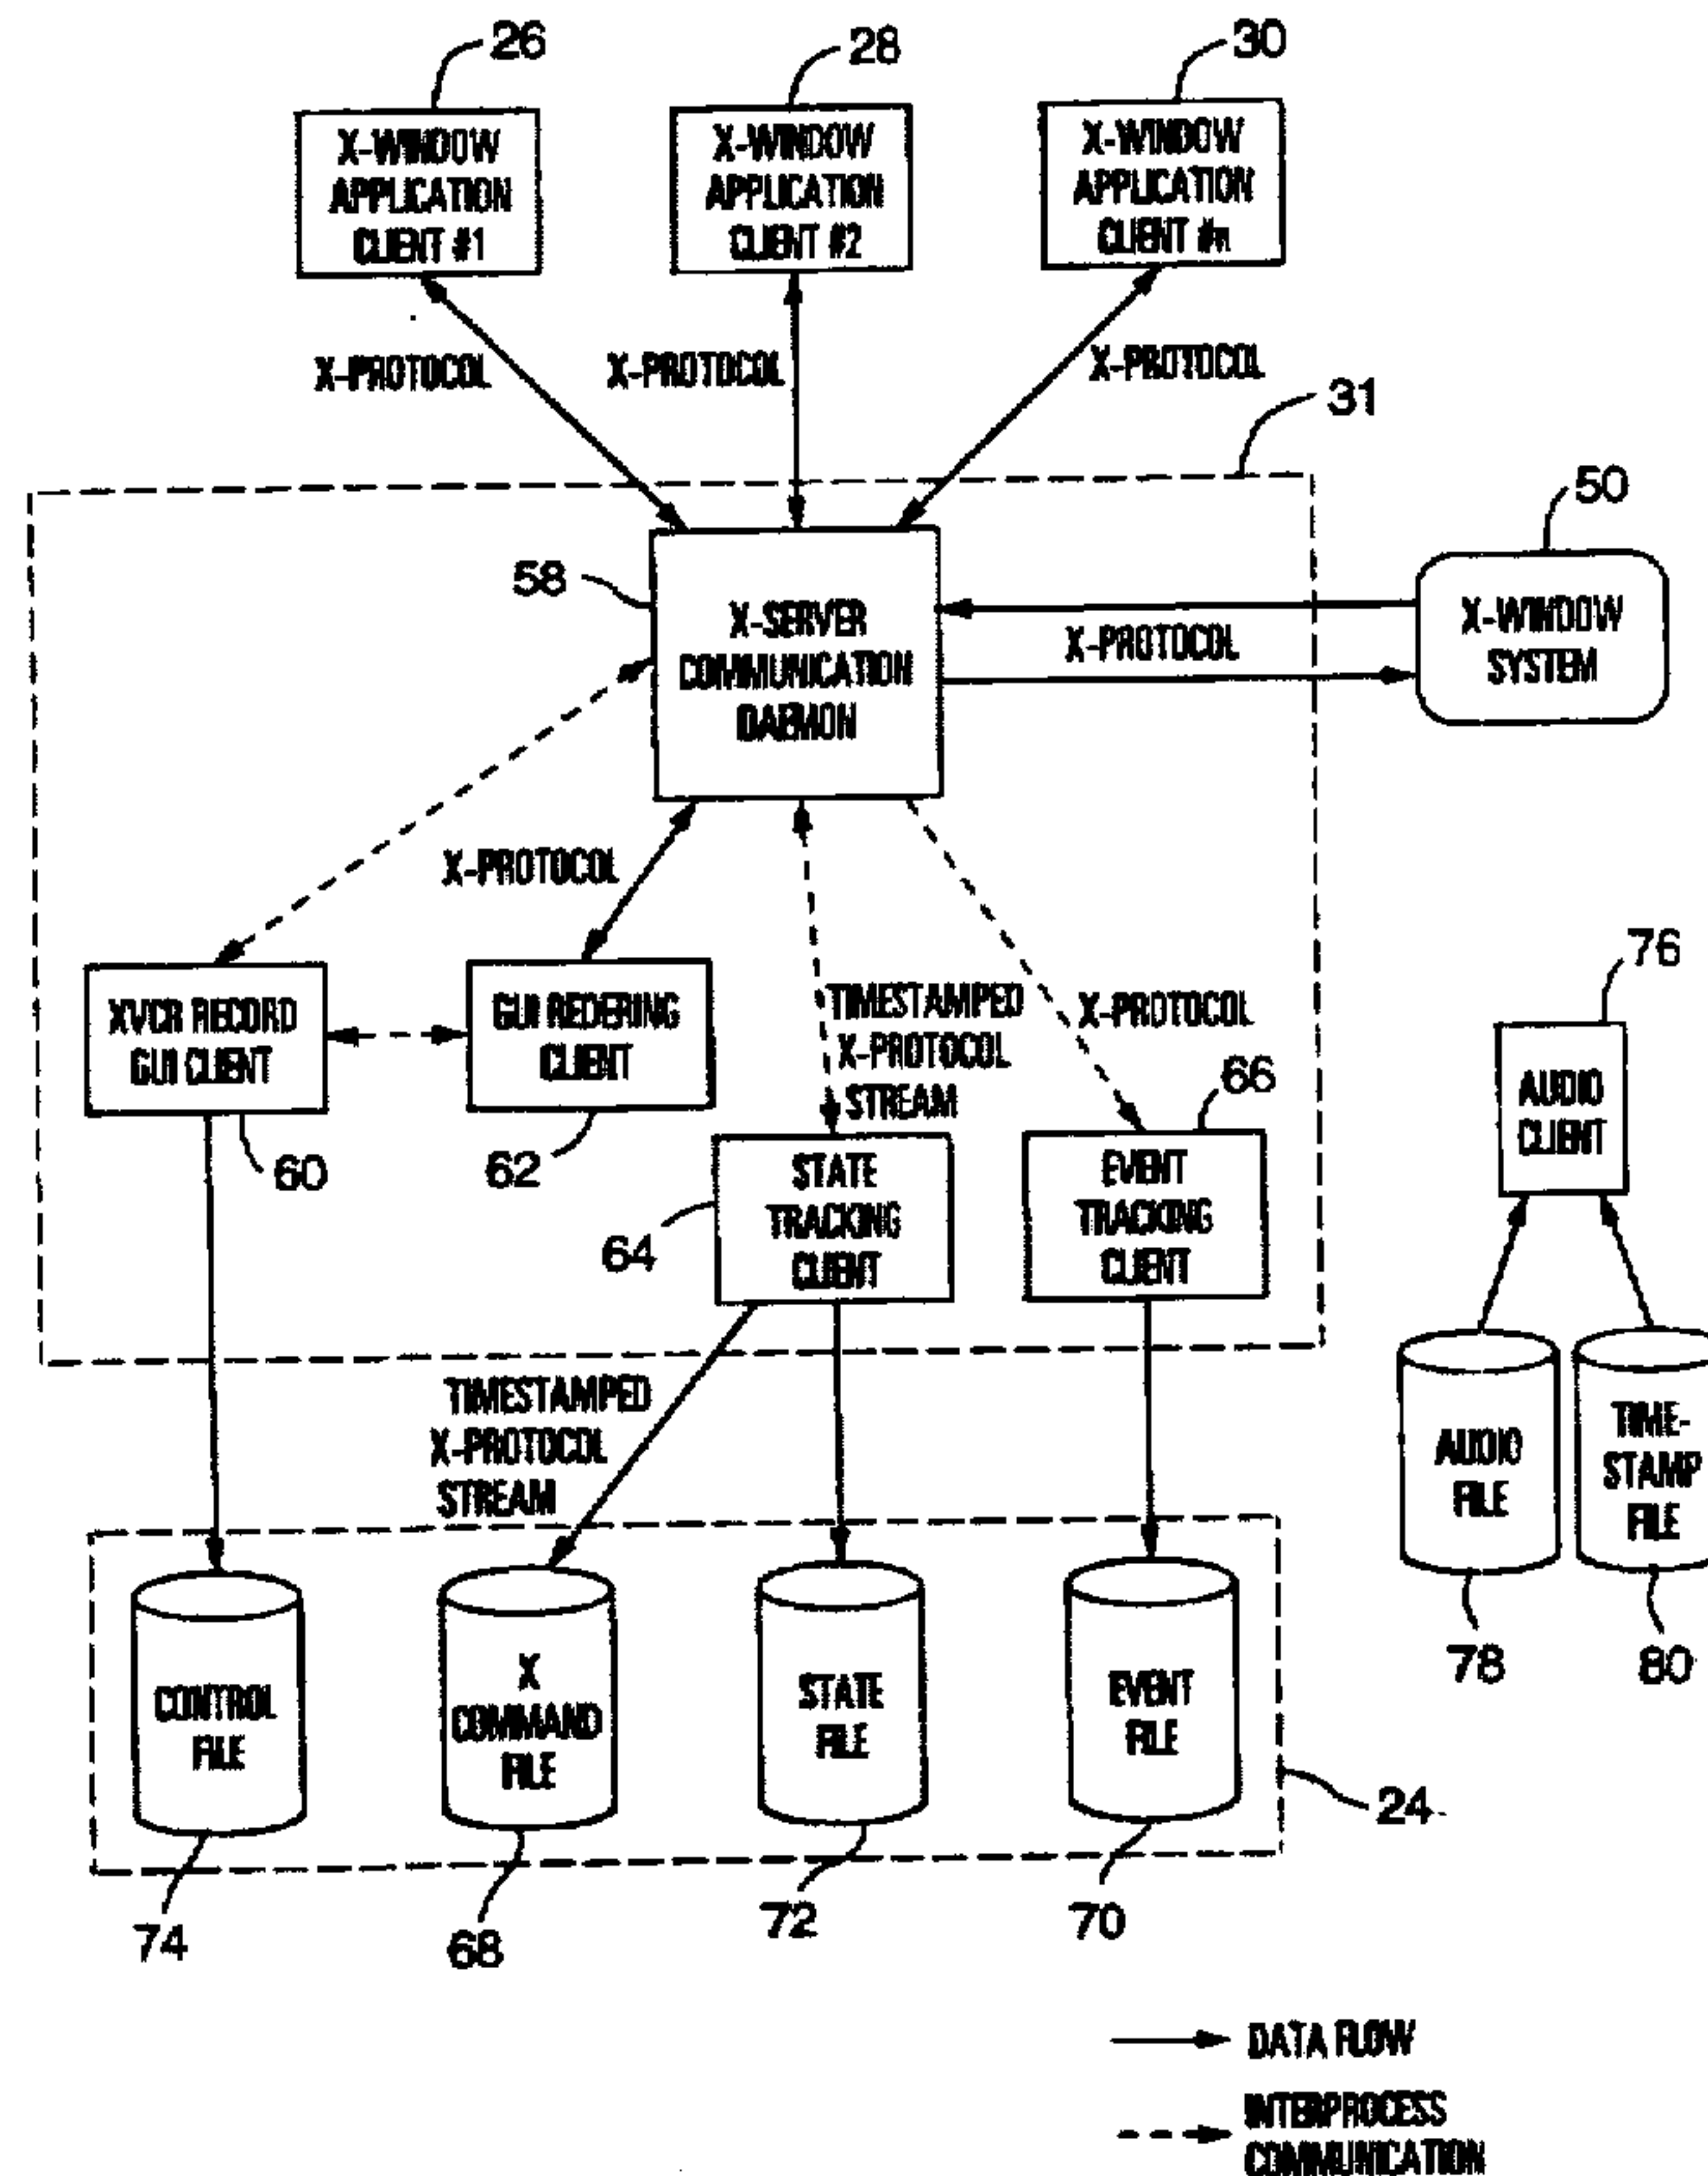 26
28
30
X-WINDOW
APPLICATION
CLIENT #1
X-WINDOW
APPLICATION
CLIENT #2
X-WINDOW
APPLICATION
CLIENT #n
X-PROTOCOL
X-PROTOCOL
X-PROTOCOL
31
50
58
X-SERVER
COMMUNICATION
DAEMON
X-PROTOCOL
X-WINDOW
SYSTEM
X-PROTOCOL
76
XVCR RECORD
GUI CLIENT
GUI REDERING
CLIENT
TIMESTAMPED
X-PROTOCOL
STREAM
X-PROTOCOL
66
AUDIO
CLIENT
60
62
64
STATE
TRACKING
CLIENT
EVENT
TRACKING
CLIENT
TIMESTAMPED
X-PROTOCOL
STREAM
AUDIO
FILE
TIME-
STAMP
FILE
78
80
CONTROL
FILE
X
COMMAND
FILE
STATE
FILE
EVENT
FILE
24
74
68
72
70
DATA FLOW
INTERPROCESS
COMMUNICATION